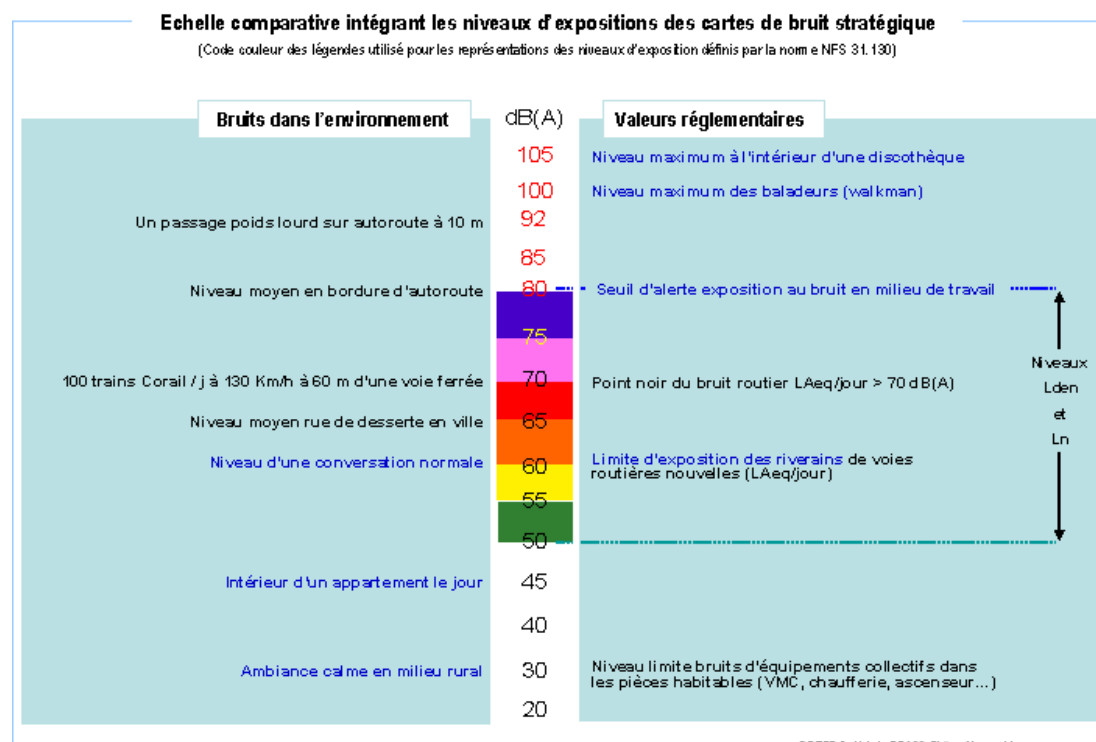 Echelle comparative intégrant les niveaux d'expositions des cartes de bruit stratégique
(Code couleur des légendes utilisé pour les représentations des niveaux d'exposition définis par la norme NFS 31.130)
Bruits dans l'environnement
dB(A)
Valeurs réglementaires
105
Niveau maximum à l'intérieur d'une discothèque
100
Niveau maximum des baladeurs (walkman)
Un passage poids lourd sur autoroute à 10 m
92
85
Niveau moyen en bordure d'autoroute
80
Seuil d'alerte exposition au bruit en milieu de travail
75
100 trains Corail / j à 130 Km/h à 60 m d'une voie ferrée
70
Point noir du bruit routier LAeq/jour > 70 dB(A)
Niveaux
Lden
et
Ln
Niveau moyen rue de desserte en ville
65
Niveau d'une conversation normale
60
Limite d'exposition des riverains de voies
routières nouvelles (LAeq/jour)
55
50
Intérieur d'un appartement le jour
45
40
Ambiance calme en milieu rural
30
Niveau limite bruits d'équipements collectifs dans
les pièces habitables (VMC, chaufferie, ascenseur...)
20